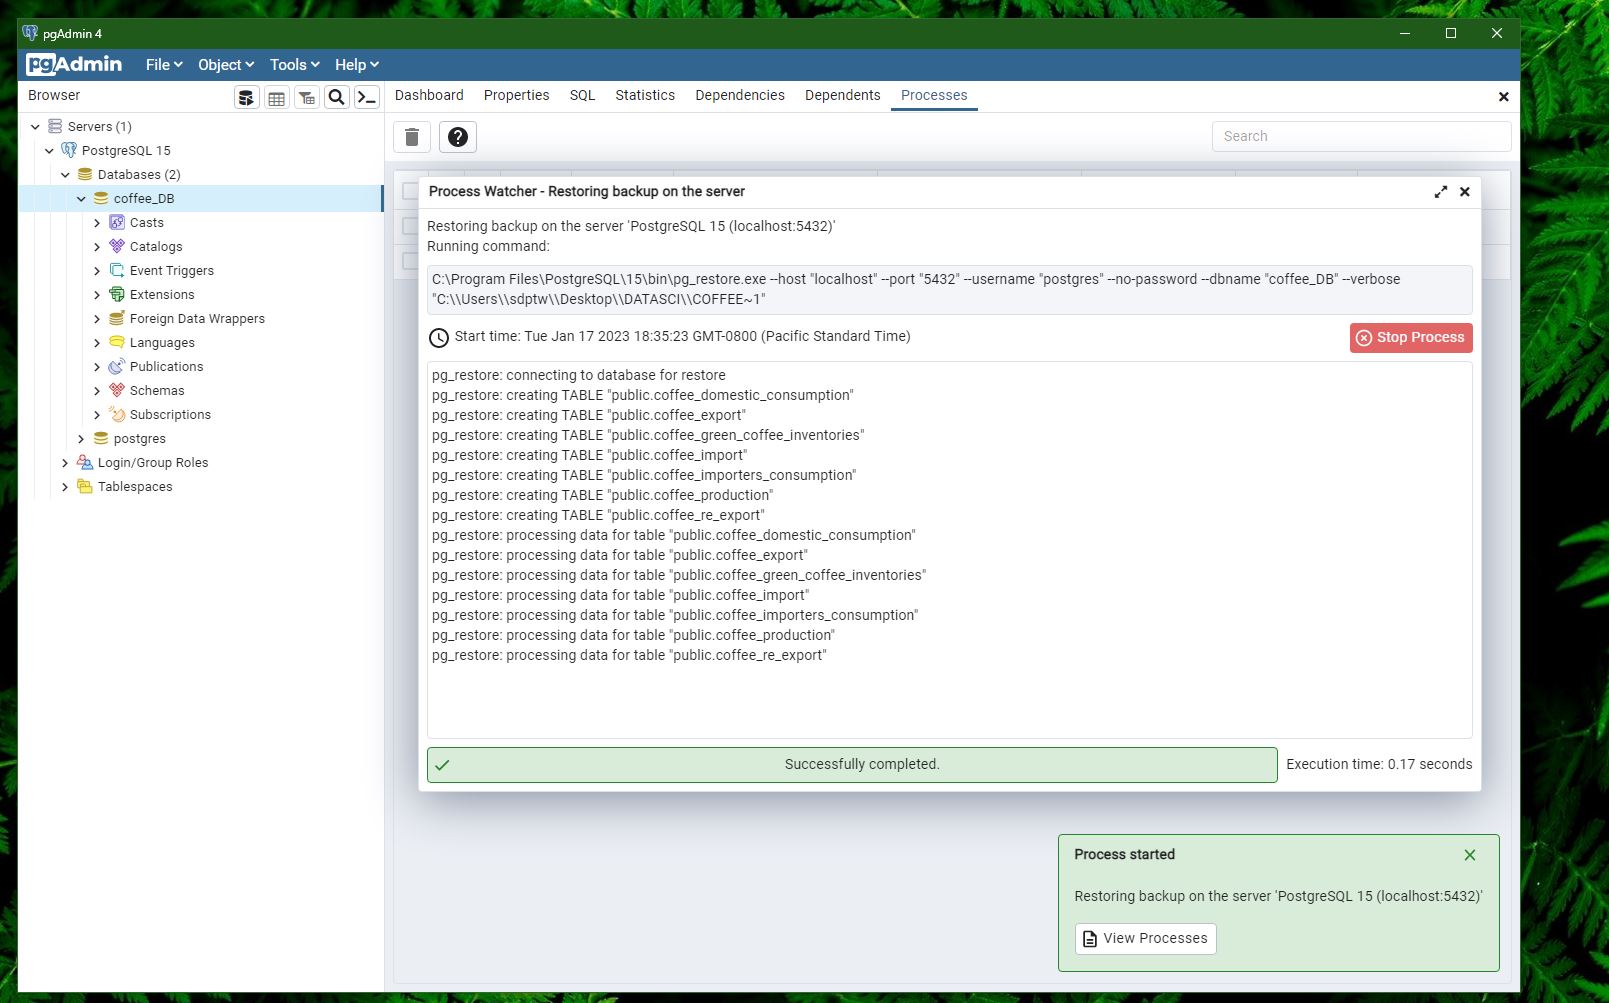 pgAdmin 4
pgAdmin File Object Tools Help
Browser
Dashboard Properties SQL Statistics Dependencies Dependents Processes
Search
Servers (1)
PostgreSQL 15
Databases (2)
coffee_DB
Casts
Catalogs
Event Triggers
Extensions
Foreign Data Wrappers
Languages
Publications
Schemas
Subscriptions
postgres
Login/Group Roles
Tablespaces
Process Watcher - Restoring backup on the server
Restoring backup on the server 'PostgreSQL 15 (localhost:5432)'
Running command:
C:\Program Files\PostgreSQL\15\bin\pg_restore.exe --host "localhost" --port "5432" --username "postgres" --no-password --dbname "coffee_DB" --verbose
"C:\\Users\\sdptw\\Desktop\\DATASCI\\COFFEE~1"
Start time: Tue Jan 17 2023 18:35:23 GMT-0800 (Pacific Standard Time)
Stop Process
pg_restore: connecting to database for restore
pg_restore: creating TABLE "public.coffee_domestic_consumption"
pg_restore: creating TABLE "public.coffee_export"
pg_restore: creating TABLE "public.coffee_green_coffee_inventories"
pg_restore: creating TABLE "public.coffee_import"
pg_restore: creating TABLE "public.coffee_importers_consumption"
pg_restore: creating TABLE "public.coffee_production"
pg_restore: creating TABLE "public.coffee_re_export"
pg_restore: processing data for table "public.coffee_domestic_consumption"
pg_restore: processing data for table "public.coffee_export"
pg_restore: processing data for table "public.coffee_green_coffee_inventories"
pg_restore: processing data for table "public.coffee_import"
pg_restore: processing data for table "public.coffee_importers_consumption"
pg_restore: processing data for table "public.coffee_production"
pg_restore: processing data for table "public.coffee_re_export"
Successfully completed.
Execution time: 0.17 seconds
Process started
Restoring backup on the server 'PostgreSQL 15 (localhost:5432)'
View Processes